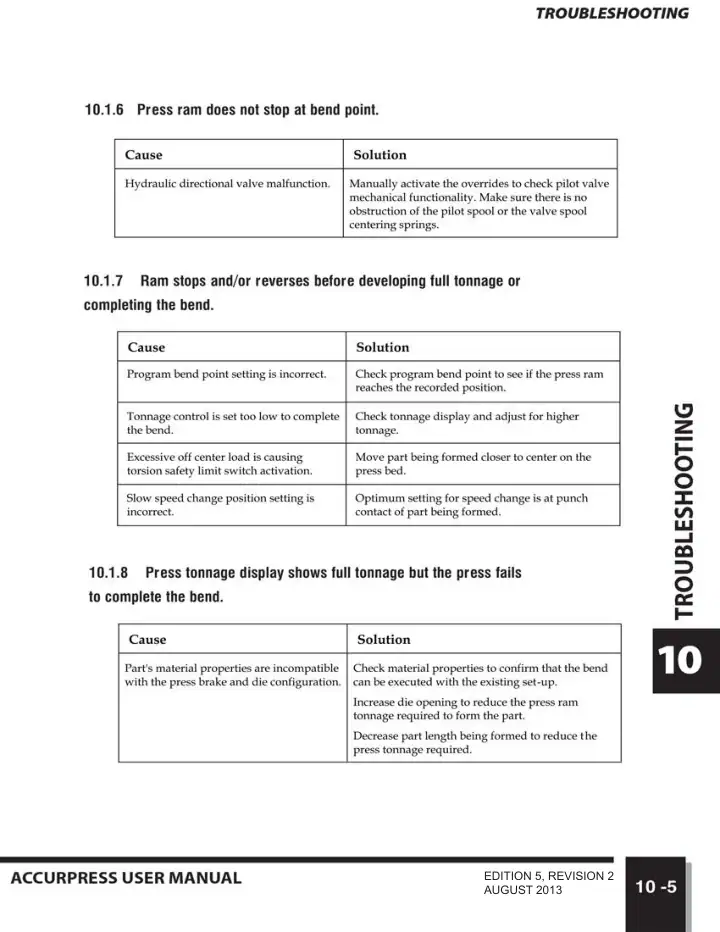 TROUBLESHOOTING
10.1.6 Press ram does not stop at bend point.
Cause
Solution
Hydraulic directional valve malfunction.
Manually activate the overrides to check pilot valve
mechanical functionality. Make sure there is no
obstruction of the pilot spool or the valve spool
centering springs.
10.1.7 Ram stops and/or reverses before developing full tonnage or
completing the bend.
Cause
Solution
Program bend point setting is incorrect.
Check program bend point to see if the press ram
reaches the recorded position.
Tonnage control is set too low to complete
the bend.
Check tonnage display and adjust for higher
tonnage.
Excessive off center load is causing
torsion safety limit switch activation.
Move part being formed closer to center on the
press bed.
Slow speed change position setting is
incorrect.
Optimum setting for speed change is at punch
contact of part being formed.
10.1.8 Press tonnage display shows full tonnage but the press fails
to complete the bend.
Cause
Solution
Part's material properties are incompatible
with the press brake and die configuration.
Check material properties to confirm that the bend
can be executed with the existing set-up.
Increase die opening to reduce the press ram
tonnage required to form the part.
Decrease part length being formed to reduce the
press tonnage required.
TROUBLESHOOTING
10
ACCURPRESS USER MANUAL
EDITION 5, REVISION 2
AUGUST 2013
10 -5